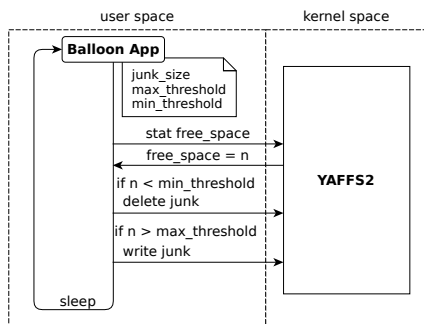 user space
kernel space
Balloon App
junk_size
max_threshold
min_threshold
stat free_space
free_space = n
YAFFS2
if n < min_threshold
delete junk
if n > max_threshold
write junk
sleep